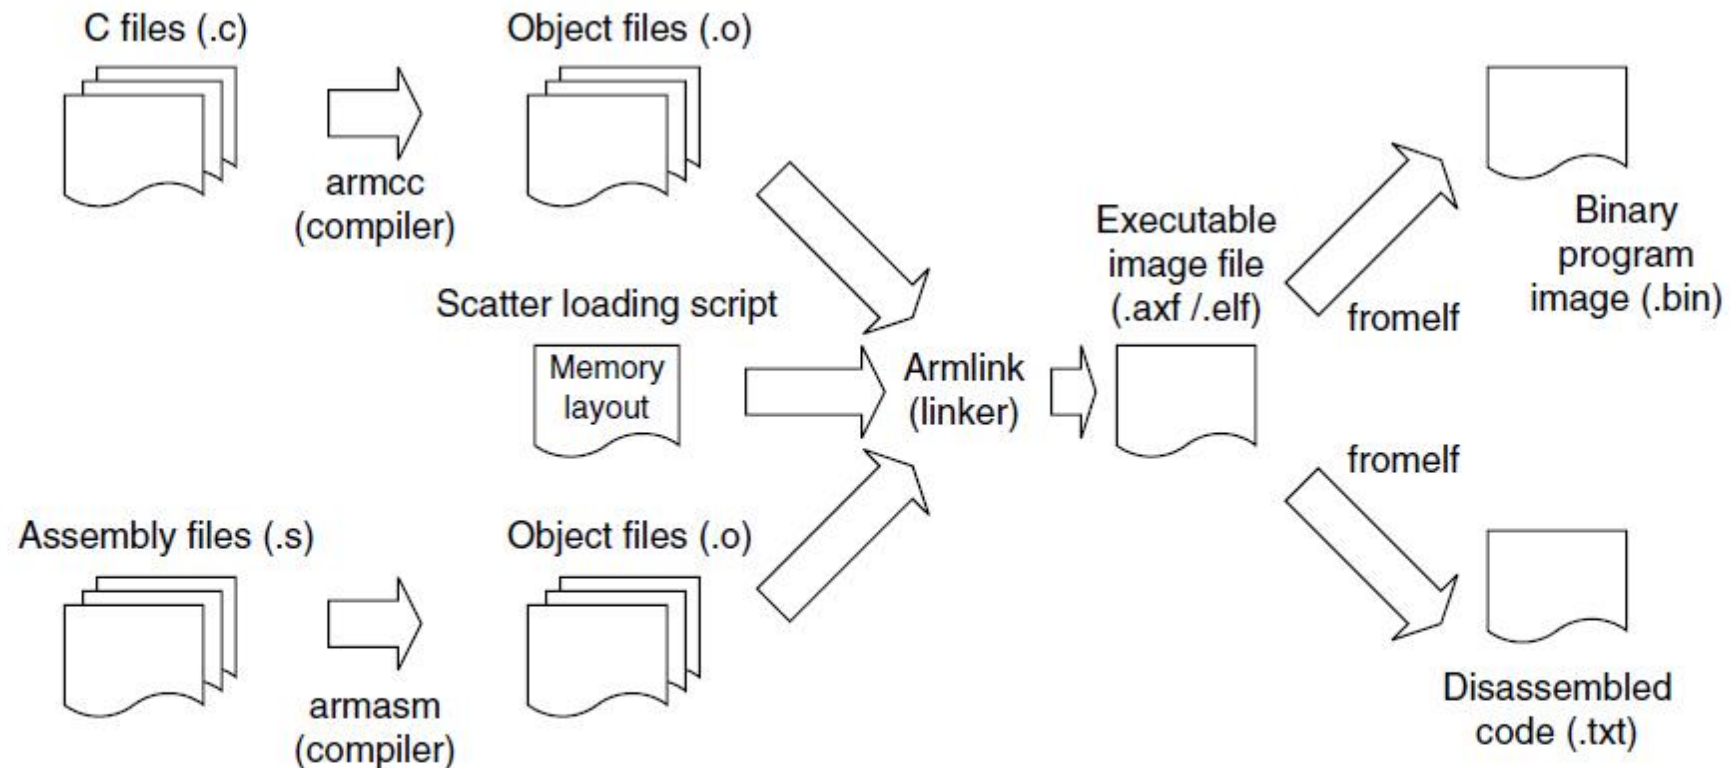 C files (.c)
Object files (.o)
armcc
(compiler)
Executable
image file
(.axf /.elf)
Binary
program
image (.bin)
fromelf
Scatter loading script
Memory
layout
Armlink
(linker)
fromelf
Assembly files (.s)
Object files (.o)
armasm
(compiler)
Disassembled
code (.txt)